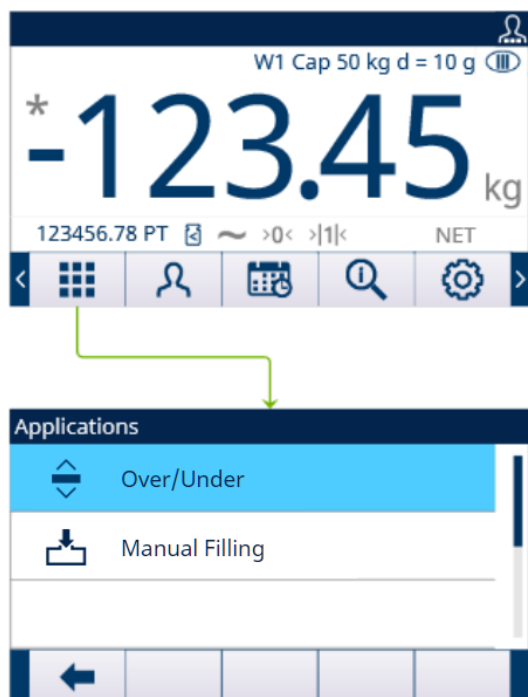 W1 Cap 50 kg d = 10 g
* -123.45 kg
123456.78 PT ~ >0< >|1|< NET
Applications
Over/Under
Manual Filling